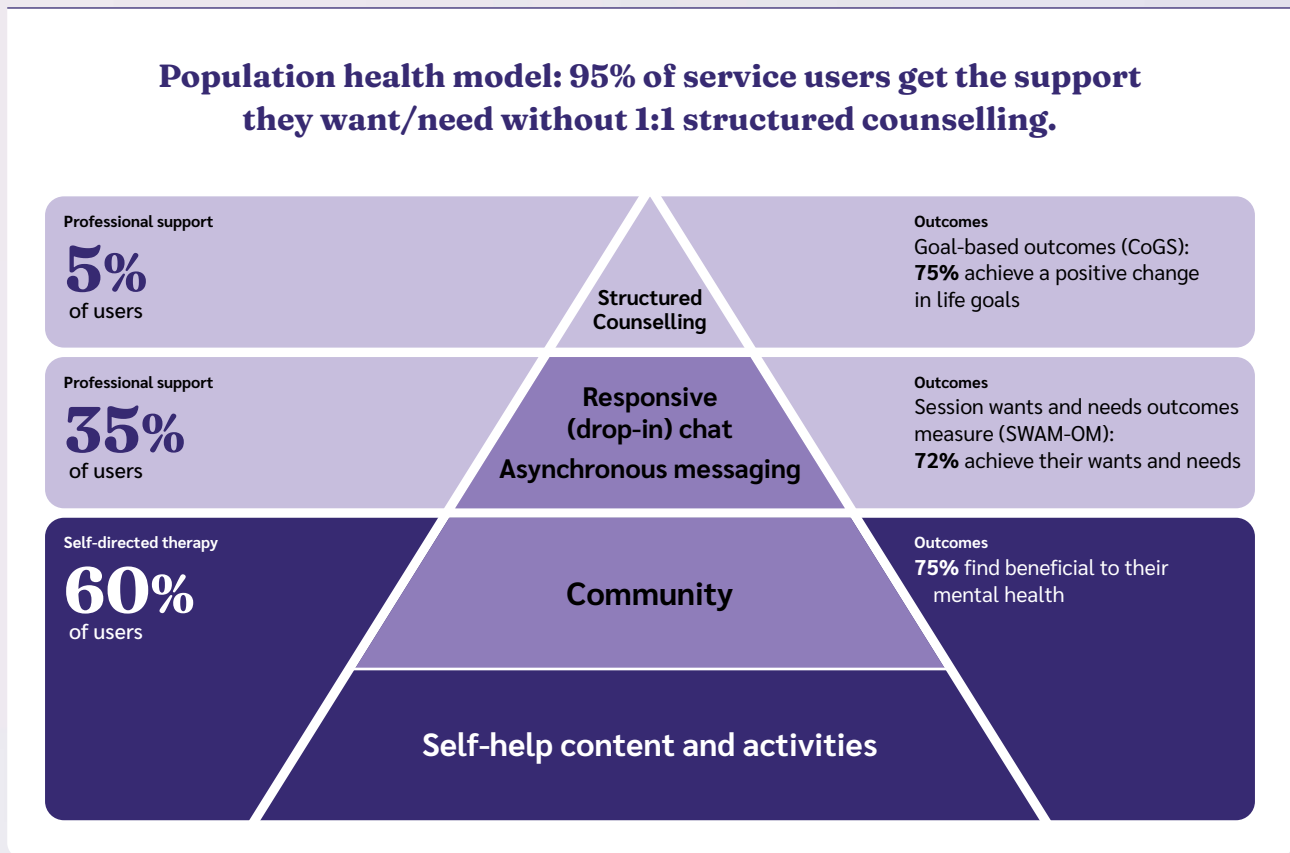 Population health model: 95% of service users get the support
they want/need without 1:1 structured counselling.
Professional support
5%
of users
Structured
Counselling
Outcomes
Goal-based outcomes (CoGS):
75% achieve a positive change
in life goals
Professional support
35%
of users
Responsive
(drop-in) chat
Asynchronous messaging
Outcomes
Session wants and needs outcomes
measure (SWAM-OM):
72% achieve their wants and needs
Self-directed therapy
60%
of users
Community
Outcomes
75% find beneficial to their
mental health
Self-help content and activities